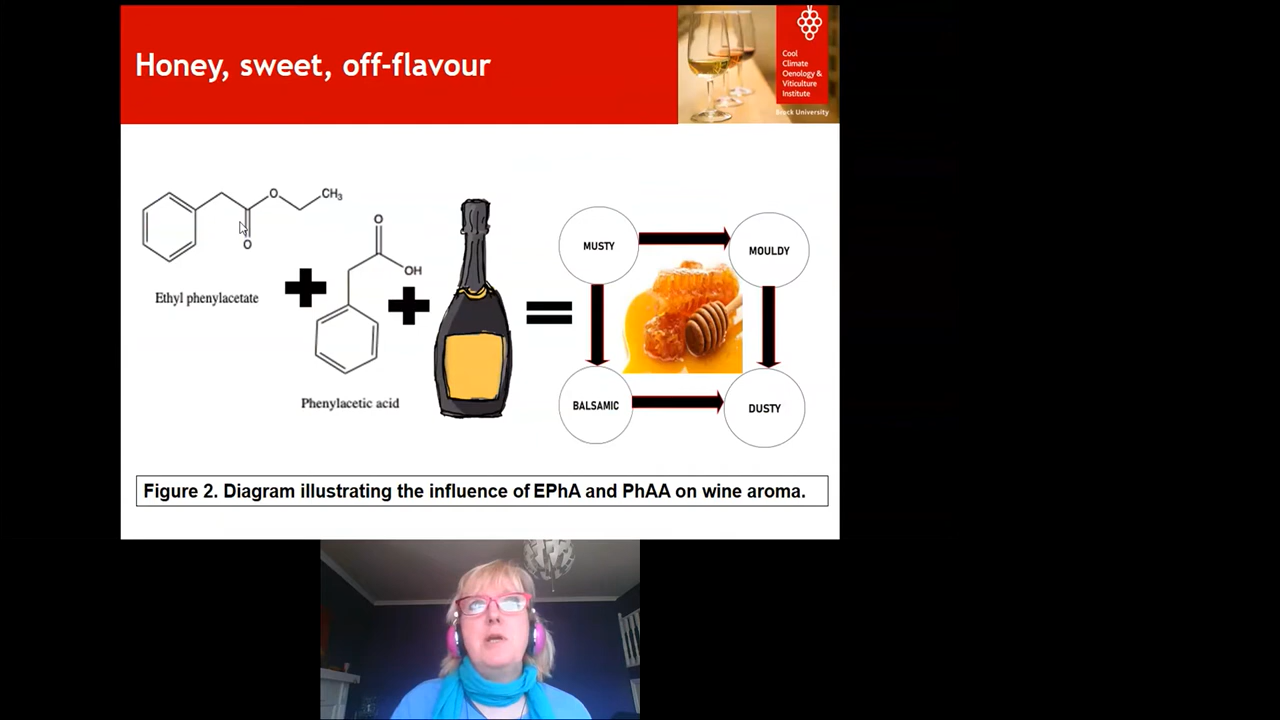 Honey, sweet, off-flavour
Cool
Climate
Oenology &
Viticulture
Institute
Brock University
O
CH3
O
Ethyl phenylacetate
O
OH
Phenylacetic acid
MUSTY
MOULDY
BALSAMIC
DUSTY
Figure 2. Diagram illustrating the influence of EPhA and PhAA on wine aroma.